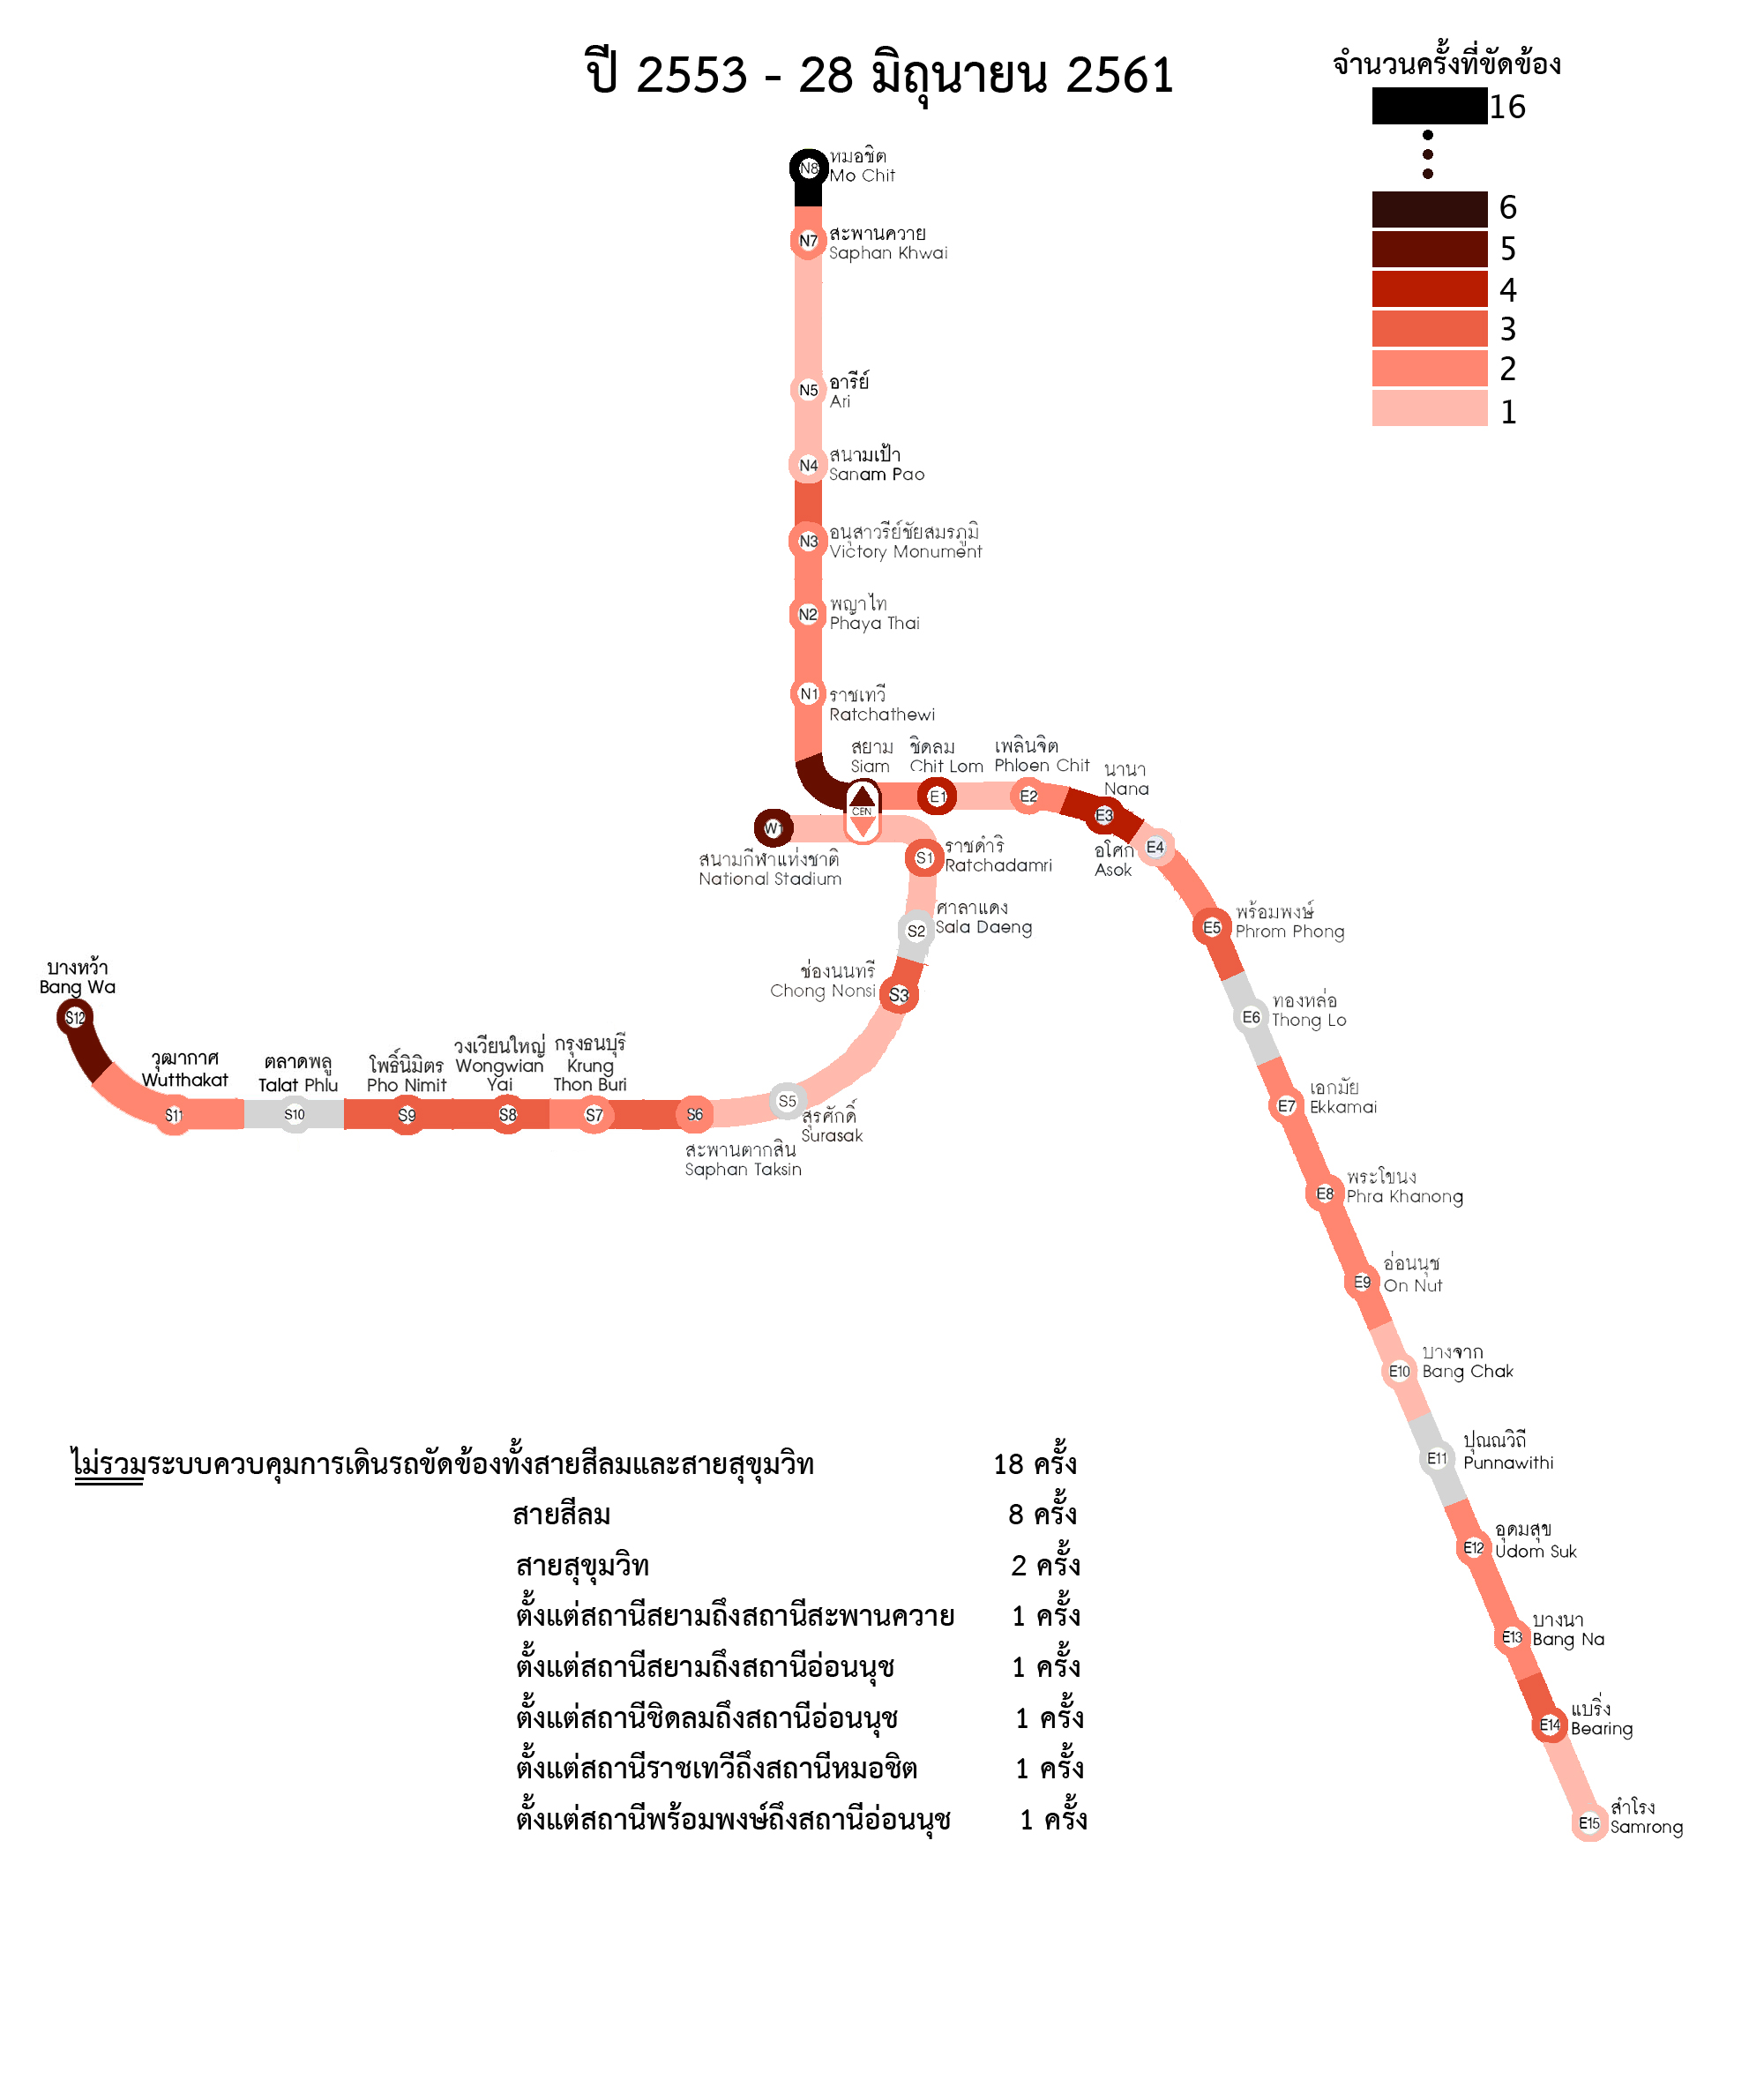 ปี 2553 - 28 มิถุนายน 2561
จำนวนครั้งที่ขัดข้อง
16
6
5
4
3
2
1
N8
หมอชิต
Mo Chit
N7
สะพานควาย
Saphan Khwai
N5
อารีย์
Ari
N4
สนามเป้า
Sanam Pao
N3
อนุสาวรีย์ชัยสมรภูมิ
Victory Monument
N2
พญาไท
Phaya Thai
N1
ราชเทวี
Ratchathewi
สยาม
Siam
CEN
ชิดลม
Chit Lom
E1
เพลินจิต
Phloen Chit
E2
นานา
Nana
E3
อโศก
Asok
E4
W1
สนามกีฬาแห่งชาติ
National Stadium
S1
ราชดำริ
Ratchadamri
S2
ศาลาแดง
Sala Daeng
ช่องนนทรี
Chong Nonsi
S3
E5
พร้อมพงษ์
Phrom Phong
E6
ทองหล่อ
Thong Lo
E7
เอกมัย
Ekkamai
E8
พระโขนง
Phra Khanong
E9
อ่อนนุช
On Nut
E10
บางจาก
Bang Chak
E11
ปุณณวิถี
Punnawithi
E12
อุดมสุข
Udom Suk
E13
บางนา
Bang Na
E14
แบริ่ง
Bearing
E15
สำโรง
Samrong
บางหว้า
Bang Wa
S12
วุฒากาศ
Wutthakat
S11
ตลาดพลู
Talat Phlu
S10
โพธิ์นิมิตร
Pho Nimit
S9
วงเวียนใหญ่
Wongwian
Yai
S8
กรุงธนบุรี
Krung
Thon Buri
S7
S6
สะพานตากสิน
Saphan Taksin
S5
สุรศักดิ์
Surasak
ไม่รวมระบบควบคุมการเดินรถขัดข้องทั้งสายสีลมและสายสุขุมวิท 18 ครั้ง
สายสีลม 8 ครั้ง
สายสุขุมวิท 2 ครั้ง
ตั้งแต่สถานีสยามถึงสถานีสะพานควาย 1 ครั้ง
ตั้งแต่สถานีสยามถึงสถานีอ่อนนุช 1 ครั้ง
ตั้งแต่สถานีชิดลมถึงสถานีอ่อนนุช 1 ครั้ง
ตั้งแต่สถานีราชเทวีถึงสถานีหมอชิต 1 ครั้ง
ตั้งแต่สถานีพร้อมพงษ์ถึงสถานีอ่อนนุช 1 ครั้ง